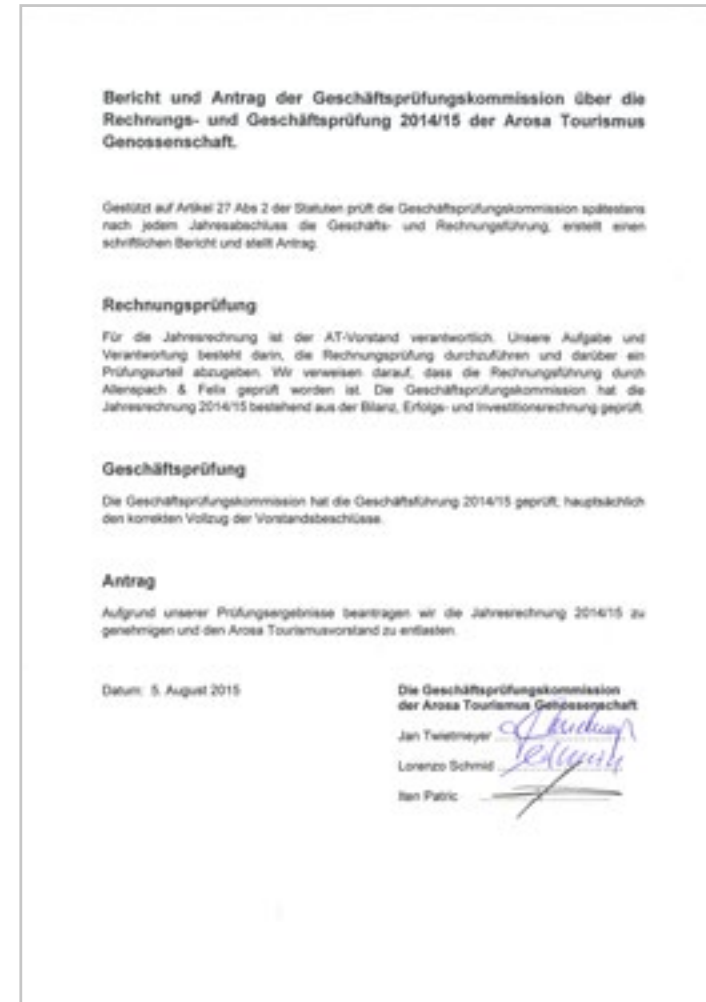 Bericht und Antrag der Geschäftsprüfungskommission über die
Rechnungs- und Geschäftsprüfung 2014/15 der Arosa Tourismus
Genossenschaft.
Gestützt auf Artikel 27 Abs 2 der Statuten prüft die Geschäftsprüfungskommission spätestens
nach jedem Jahresabschluss die Geschäfts- und Rechnungsführung, erstellt einen
schriftlichen Bericht und stellt Antrag.
Rechnungsprüfung
Für die Jahresrechnung ist der AT-Vorstand verantwortlich. Unsere Aufgabe und
Verantwortung besteht darin, die Rechnungsprüfung durchzuführen und darüber ein
Prüfungsurteil abzugeben. Wir verweisen darauf, dass die Rechnungsführung durch
Allenspach & Felix geprüft worden ist. Die Geschäftsprüfungskommission hat die
Jahresrechnung 2014/15 bestehend aus der Bilanz, Erfolgs- und Investitionsrechnung geprüft.
Geschäftsprüfung
Die Geschäftsprüfungskommission hat die Geschäftsführung 2014/15 geprüft, hauptsächlich
den korrekten Vollzug der Vorstandsbeschlüsse.
Antrag
Aufgrund unserer Prüfungsergebnisse beantragen wir die Jahresrechnung 2014/15 zu
genehmigen und den Arosa Tourismusvorstand zu entlasten.
Datum: 5. August 2015
Die Geschäftsprüfungskommission
der Arosa Tourismus Genossenschaft
Jan Twietmeyer
Lorenzo Schmid
Iten Patric